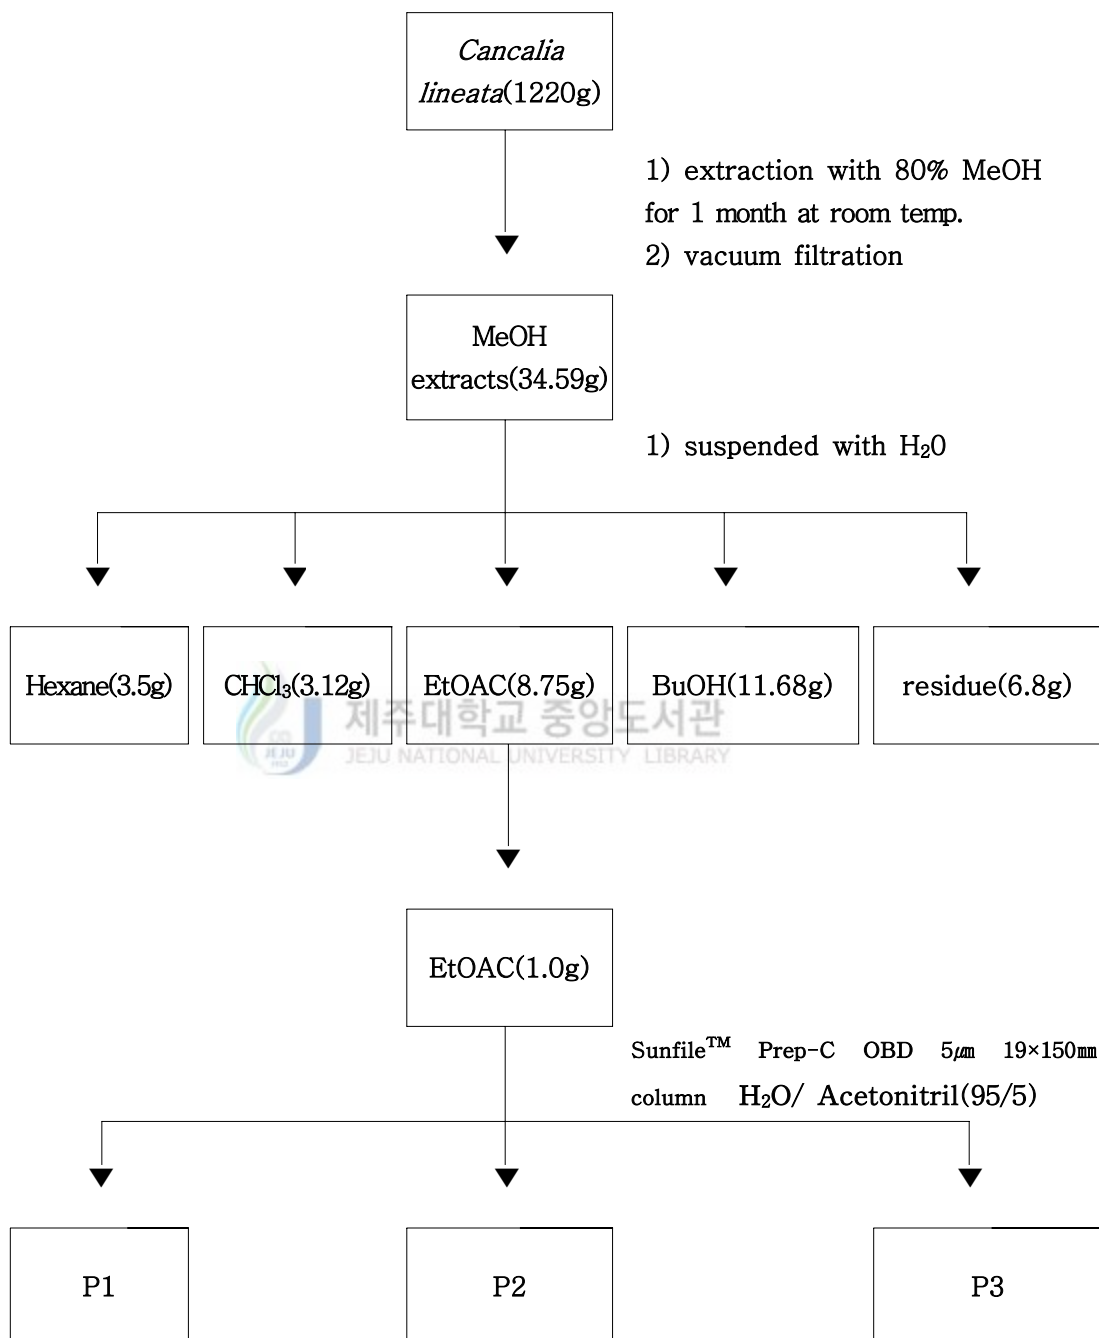 Cancalia
lineata(1220g)
1) extraction with 80% MeOH
for 1 month at room temp.
2) vacuum filtration
MeOH
extracts(34.59g)
1) suspended with H₂0
Hexane(3.5g)
CHCl₃(3.12g)
EtOAC(8.75g)
BuOH(11.68g)
residue(6.8g)
제주대학교 중앙도서관
JEJU NATIONAL UNIVERSITY LIBRARY
JEJU
1952
EtOAC(1.0g)
Sunfile™ Prep-C OBD 5㎛ 19×150㎜
column H₂O/ Acetonitril(95/5)
P1
P2
P3